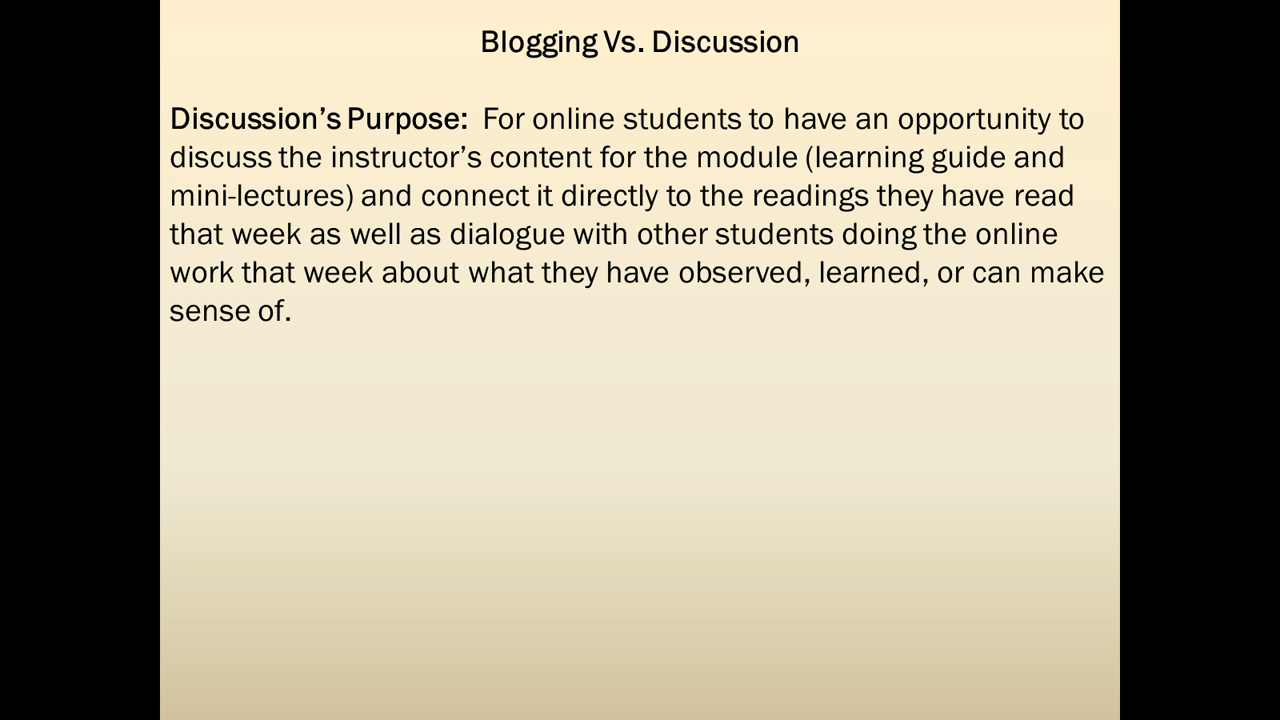 Blogging Vs. Discussion
Discussion’s Purpose:  For online students to have an opportunity to
discuss the instructor’s content for the module (learning guide and
mini-lectures) and connect it directly to the readings they have read
that week as well as dialogue with other students doing the online
work that week about what they have observed, learned, or can make
sense of.